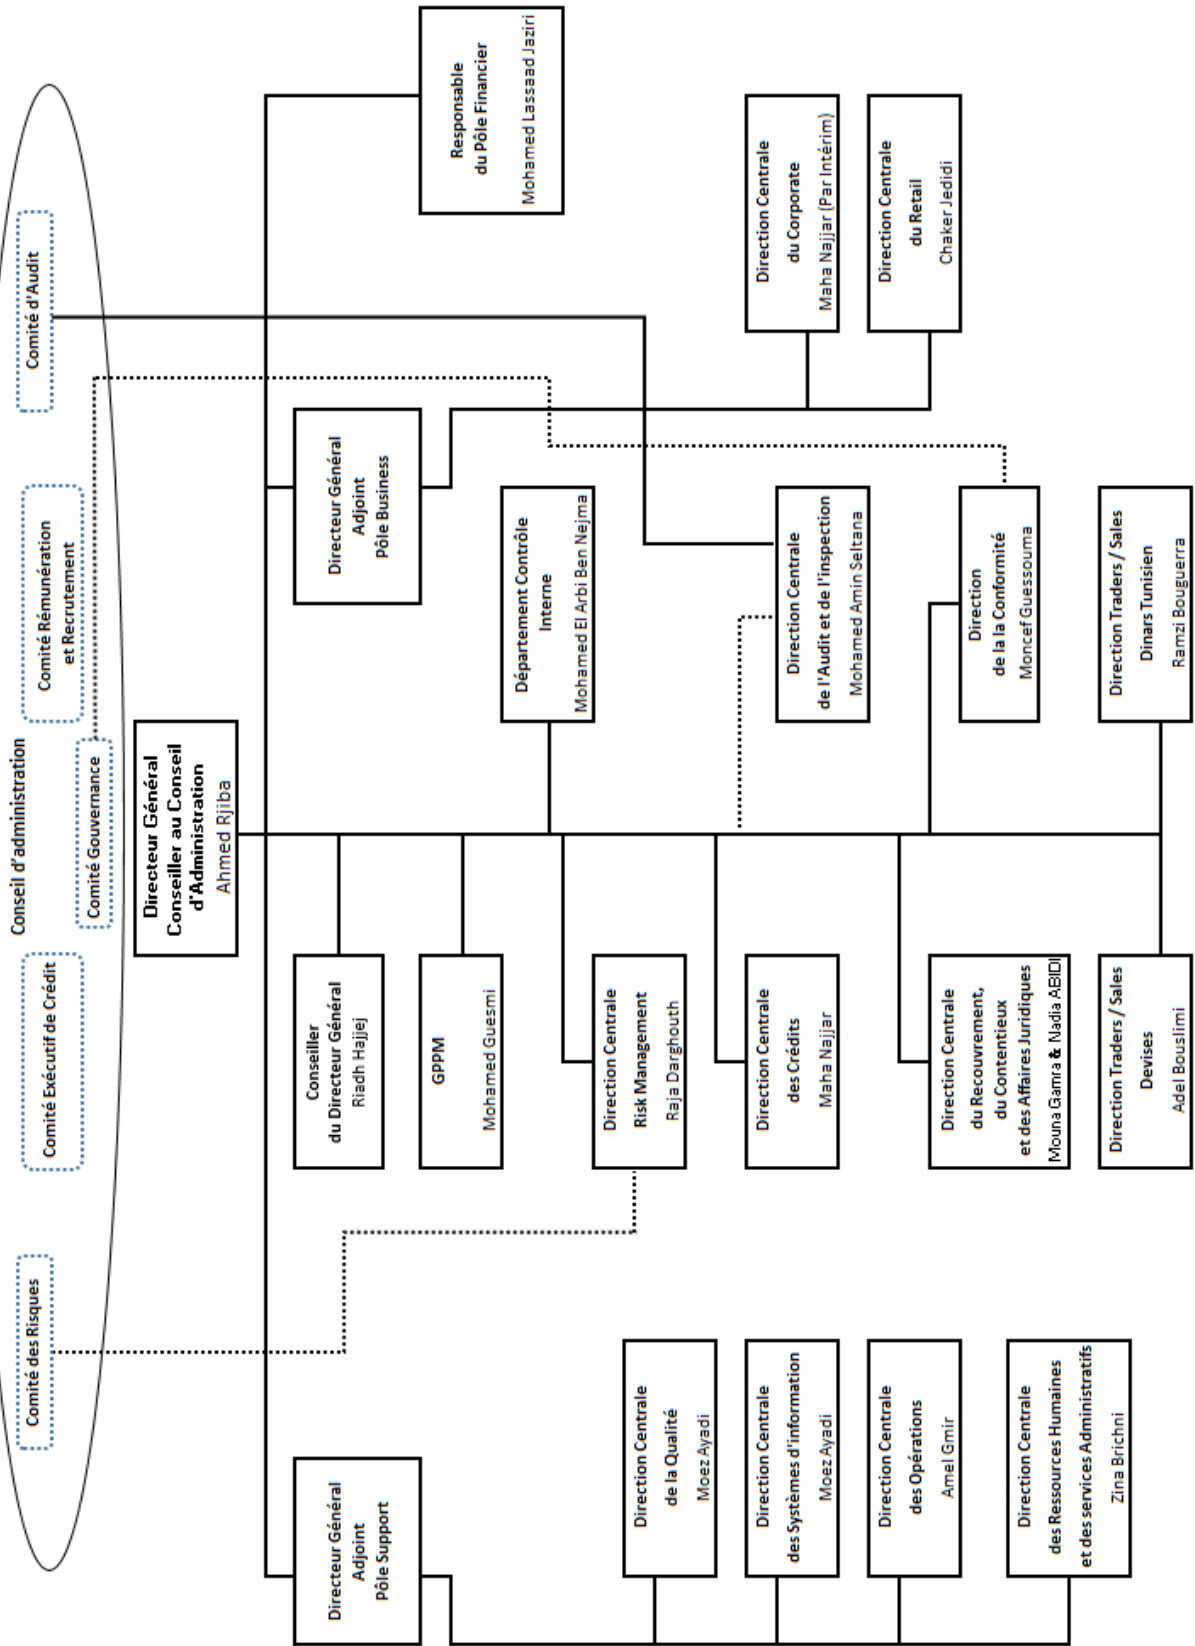 Conseil d'administration
Comité des Risques
Comité Exécutif de Crédit
Comité Gouvernance
Comité Rémunération
et Recrutement
Comité d'Audit
Directeur Général
Conseiller au Conseil
d'Administration
Ahmed Rjiba
Directeur Général
Adjoint
Pôle Support
Conseiller
du Directeur Général
Riadh Hajjej
Directeur Général
Adjoint
Pôle Business
Responsable
du Pôle Financier
Mohamed Lassaad Jaziri
GPPM
Mohamed Guesmi
Département Contrôle
Interne
Mohamed El Arbi Ben Nejma
Direction Centrale
de la Qualité
Moez Ayadi
Direction Centrale
Risk Management
Raja Darghouth
Direction Centrale
des Systèmes d'information
Moez Ayadi
Direction Centrale
des Crédits
Maha Najjar
Direction Centrale
de l'Audit et de l'inspection
Mohamed Amin Seltana
Direction Centrale
du Corporate
Maha Najjar (Par Intérim)
Direction Centrale
des Opérations
Amel Gmir
Direction Centrale
du Retail
Chaker Jedidi
Direction Centrale
du Recouvrement,
du Contentieux
et des Affaires Juridiques
Mouna Gamra & Nadia ABIDI
Direction
de la la Conformité
Moncef Guessouma
Direction Centrale
des Ressources Humaines
et des services Administratifs
Zina Brichni
Direction Traders / Sales
Devises
Adel Bouslimi
Direction Traders / Sales
Dinars Tunisien
Ramzi Bouguerra